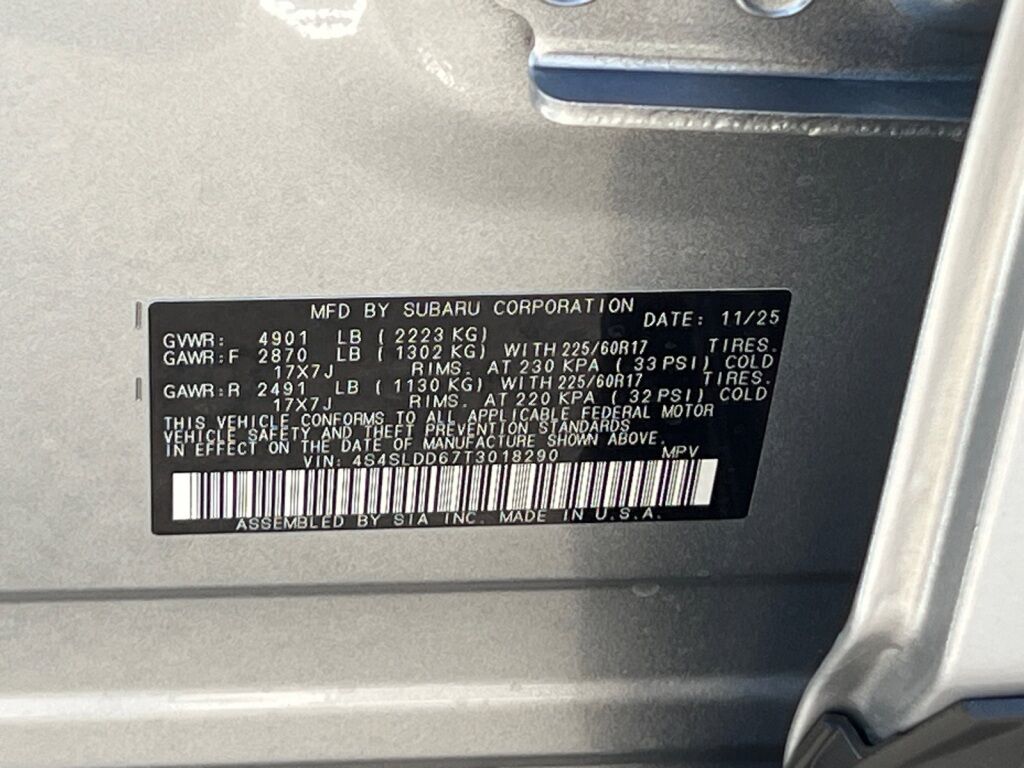 MFD BY SUBARU CORPORATION DATE: 11/25
GVWR: 4901 LB ( 2223 KG)
GAWR:F 2870 LB ( 1302 KG) WITH 225/60R17 TIRES.
17X7J RIMS. AT 230 KPA ( 33 PSI) COLD
GAWR:R 2491 LB ( 1130 KG) WITH 225/60R17 TIRES.
17X7J RIMS. AT 220 KPA ( 32 PSI) COLD
THIS VEHICLE CONFORMS TO ALL APPLICABLE FEDERAL MOTOR
VEHICLE SAFETY AND THEFT PREVENTION STANDARDS
IN EFFECT ON THE DATE OF MANUFACTURE SHOWN ABOVE.
VIN: 4S4SLDD67T3018290 MPV
ASSEMBLED BY SIA INC. MADE IN U.S.A.